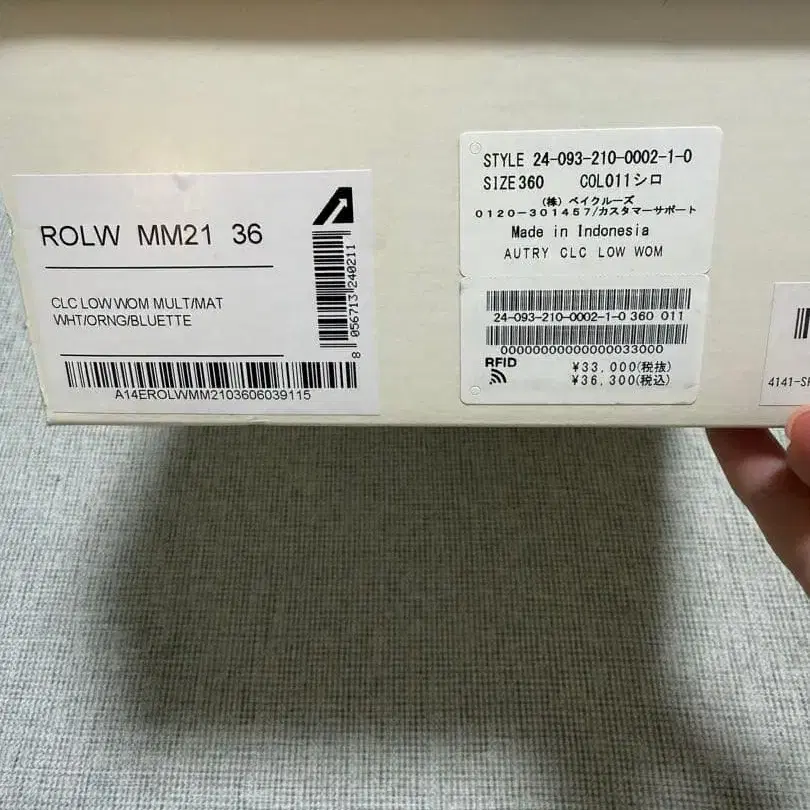 ROLW MM21 36
CLC LOW WOM MULT/MAT
WHT/ORNG/BLUETTE
8 056713 240211
A14EROLWMM2103606039115
STYLE 24-093-210-0002-1-0
SIZE360 COL011シロ
(株) ベイクルーズ
0120-301457/カスタマーサポート
Made in Indonesia
AUTRY CLC LOW WOM
24-093-210-0002-1-0 360 011
00000000000000033000
RFID
¥33,000(税抜)
¥36,300(税込)